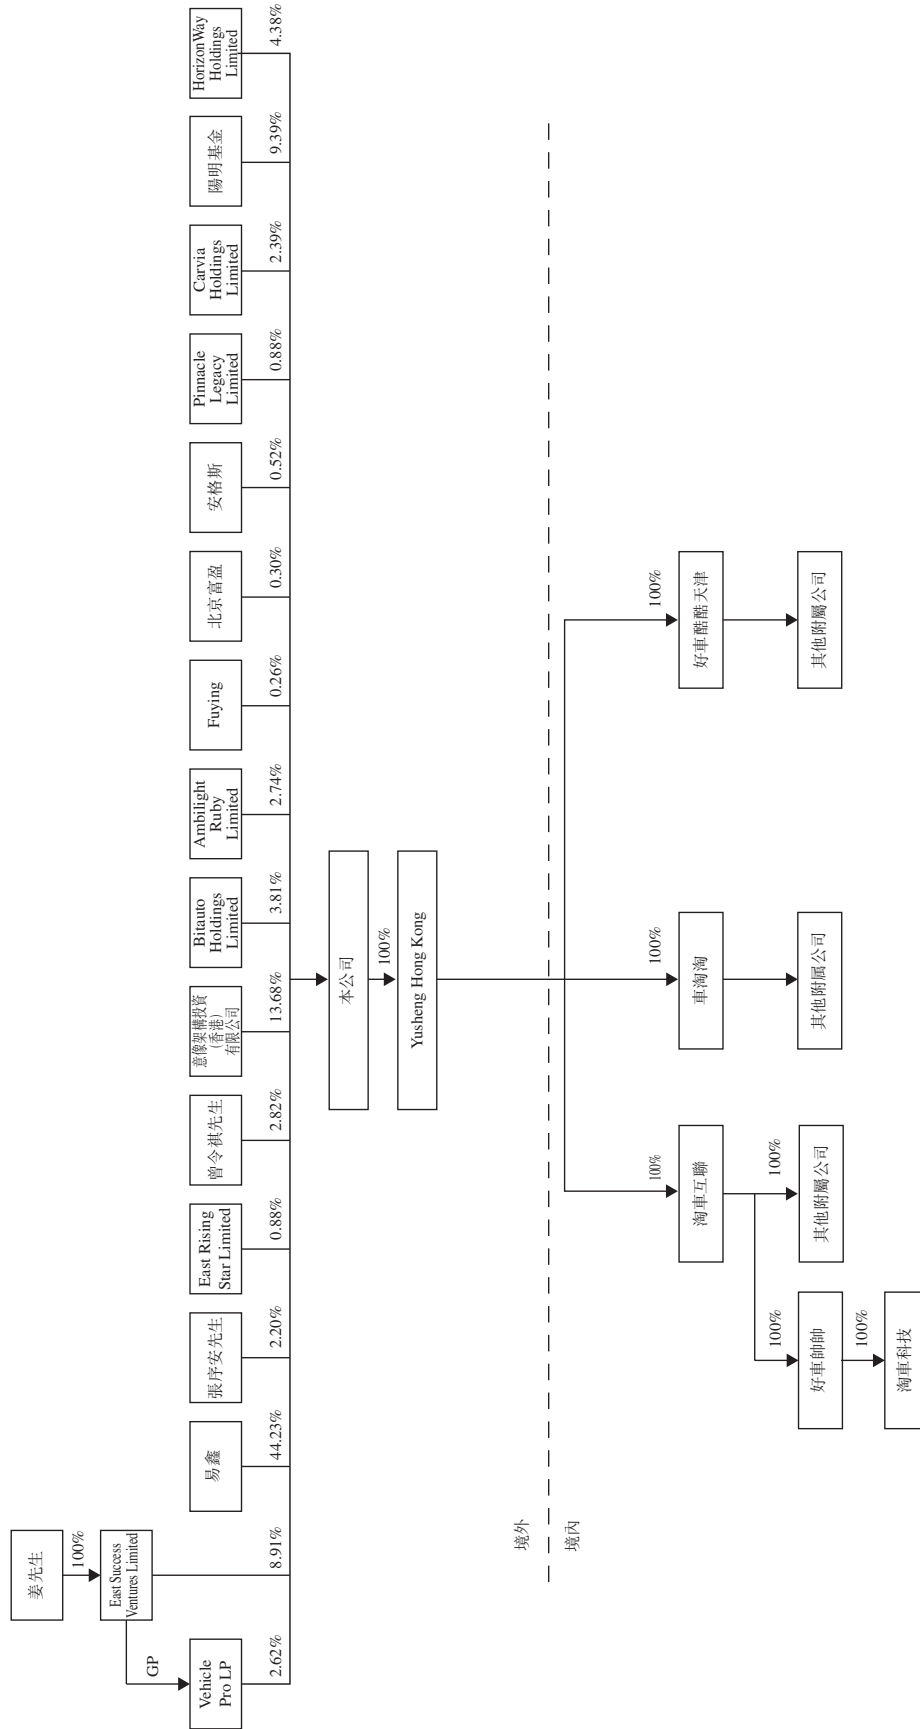 姜先生
100%
East Success
Ventures Limited
GP
Vehicle
Pro LP
2.62%
8.91%
易鑫
44.23%
張序安先生
2.20%
East Rising
Star Limited
0.88%
曾令祺先生
2.82%
意像架構投資
（香港）
有限公司
13.68%
Bitauto
Holdings
Limited
3.81%
Ambilight
Ruby
Limited
2.74%
Fuying
0.26%
北京富盈
0.30%
安格斯
0.52%
Pinnacle
Legacy
Limited
0.88%
Carvia
Holdings
Limited
2.39%
陽明基金
9.39%
HorizonWay
Holdings
Limited
4.38%
本公司
100%
Yusheng Hong Kong
境外
境內
100%
淘車互聯
100%
車淘淘
100%
好車酷酷天津
100%
好車帥帥
100%
其他附屬公司
其他附属公司
其他附屬公司
100%
淘車科技